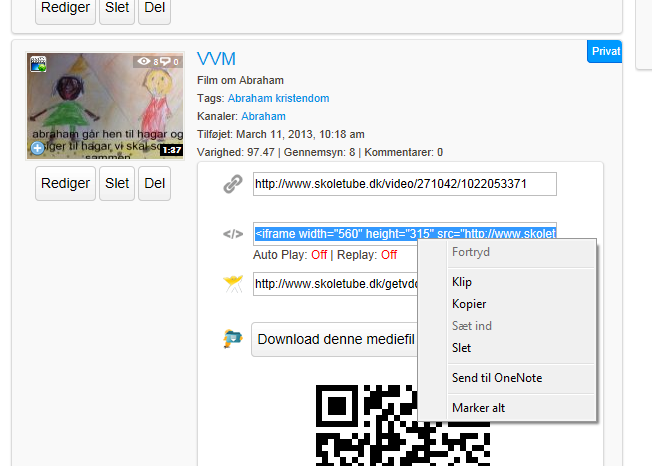 Rediger Slet Del
Privat
8 0
abraham går hen til hagar og
siger til hagar vi skal
sammen
1:37
Rediger Slet Del
VVM
Film om Abraham
Tags: Abraham kristendom
Kanaler: Abraham
Tilføjet: March 11, 2013, 10:18 am
Varighed: 97.47 | Gennemsyn: 8 | Kommentarer: 0
http://www.skoletube.dk/video/271042/1022053371
</>
<iframe width="560" height="315" src="http://www.skolet
Auto Play: Off | Replay: Off
http://www.skoletube.dk/getvdo
Download denne mediefil
Fortryd
Klip
Kopier
Sæt ind
Slet
Send til OneNote
Marker alt